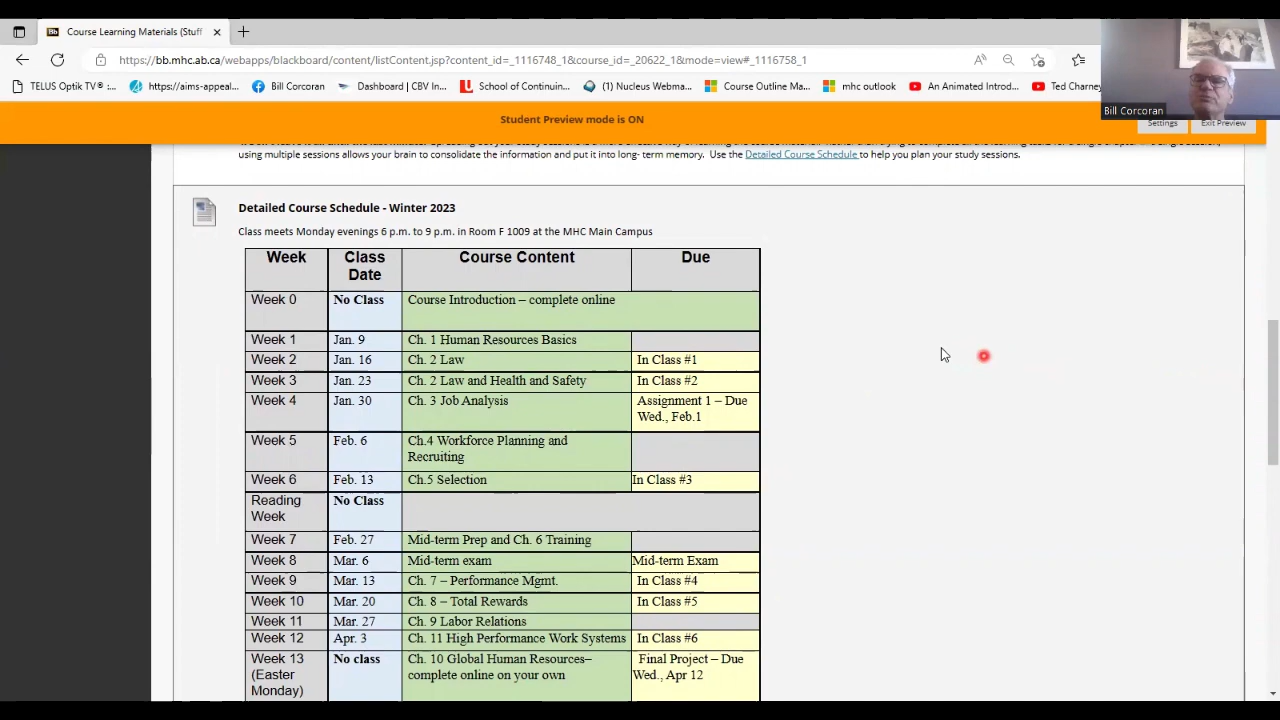 Course Learning Materials (Stuff
https://bb.mhc.ab.ca/webapps/blackboard/content/listContent.jsp?content_id=_1116748_1&course_id=_20622_1&mode=view#_1116758_1
TELUS Optik TV® :...
https://aims-appeal...
Bill Corcoran
Dashboard | CBV In...
School of Continuin...
(1) Nucleus Webma...
Course Outline Ma...
mhc outlook
An Animated Introd...
Ted Charney
Bill Corcoran
Student Preview mode is ON
Settings
Exit Preview
using multiple sessions allows your brain to consolidate the information and put it into long- term memory. Use the Detailed Course Schedule to help you plan your study sessions.
Detailed Course Schedule - Winter 2023
Class meets Monday evenings 6 p.m. to 9 p.m. in Room F 1009 at the MHC Main Campus
Week Class Date Course Content Due
Week 0 No Class Course Introduction – complete online
Week 1 Jan. 9 Ch. 1 Human Resources Basics
Week 2 Jan. 16 Ch. 2 Law In Class #1
Week 3 Jan. 23 Ch. 2 Law and Health and Safety In Class #2
Week 4 Jan. 30 Ch. 3 Job Analysis Assignment 1 – Due Wed., Feb.1
Week 5 Feb. 6 Ch.4 Workforce Planning and Recruiting
Week 6 Feb. 13 Ch.5 Selection In Class #3
Reading Week No Class
Week 7 Feb. 27 Mid-term Prep and Ch. 6 Training
Week 8 Mar. 6 Mid-term exam Mid-term Exam
Week 9 Mar. 13 Ch. 7 – Performance Mgmt. In Class #4
Week 10 Mar. 20 Ch. 8 – Total Rewards In Class #5
Week 11 Mar. 27 Ch. 9 Labor Relations
Week 12 Apr. 3 Ch. 11 High Performance Work Systems In Class #6
Week 13 (Easter Monday) No class Ch. 10 Global Human Resources– complete online on your own Final Project – Due Wed., Apr 12